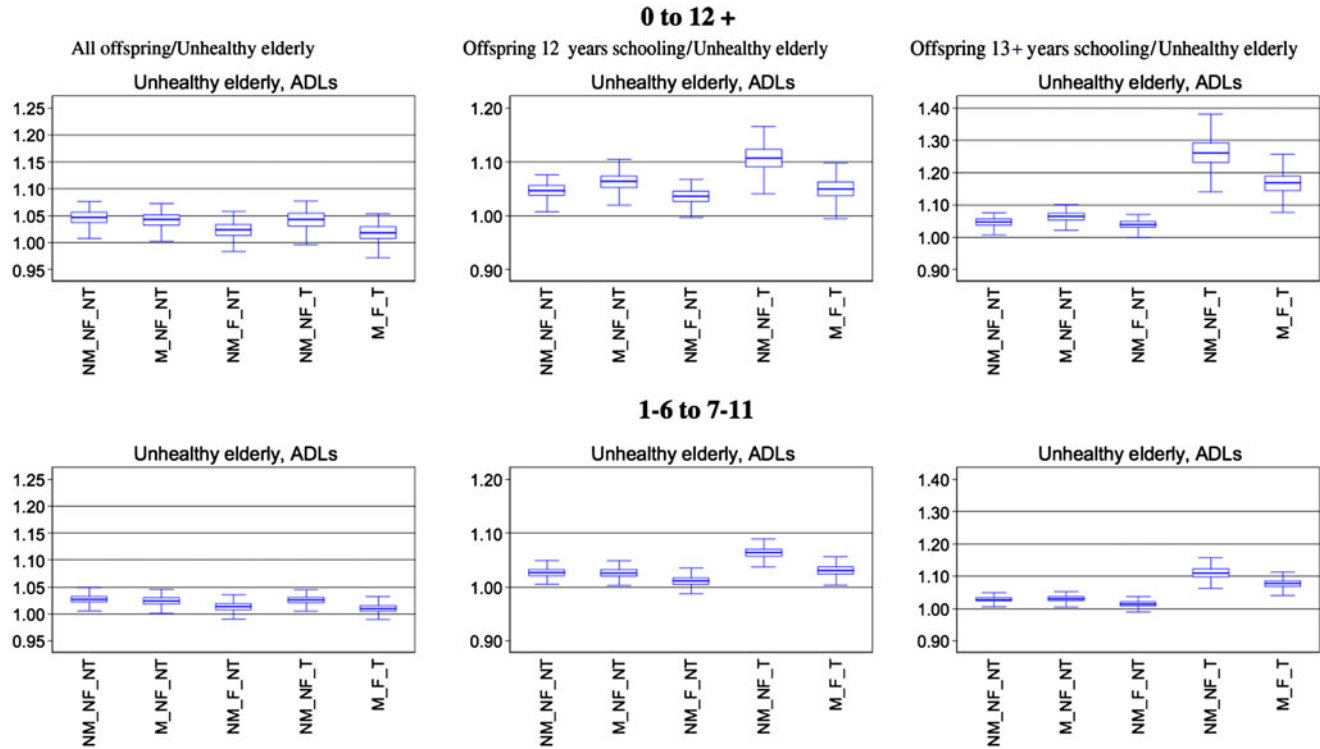 0 to 12 +
All offspring/Unhealthy elderly
Offspring 12 years schooling/Unhealthy elderly
Offspring 13+ years schooling/Unhealthy elderly
Unhealthy elderly, ADLs
1.25
1.20
1.15
1.10
1.05
1.00
0.95
NM_NF_NT
M_NF_NT
NM_F_NT
NM_NF_T
M_F_T
Unhealthy elderly, ADLs
1.20
1.10
1.00
0.90
NM_NF_NT
M_NF_NT
NM_F_NT
NM_NF_T
M_F_T
Unhealthy elderly, ADLs
1.40
1.30
1.20
1.10
1.00
0.90
NM_NF_NT
M_NF_NT
NM_F_NT
NM_NF_T
M_F_T
1-6 to 7-11
Unhealthy elderly, ADLs
1.25
1.20
1.15
1.10
1.05
1.00
0.95
NM_NF_NT
M_NF_NT
NM_F_NT
NM_NF_T
M_F_T
Unhealthy elderly, ADLs
1.20
1.10
1.00
0.90
NM_NF_NT
M_NF_NT
NM_F_NT
NM_NF_T
M_F_T
Unhealthy elderly, ADLs
1.40
1.30
1.20
1.10
1.00
0.90
NM_NF_NT
M_NF_NT
NM_F_NT
NM_NF_T
M_F_T